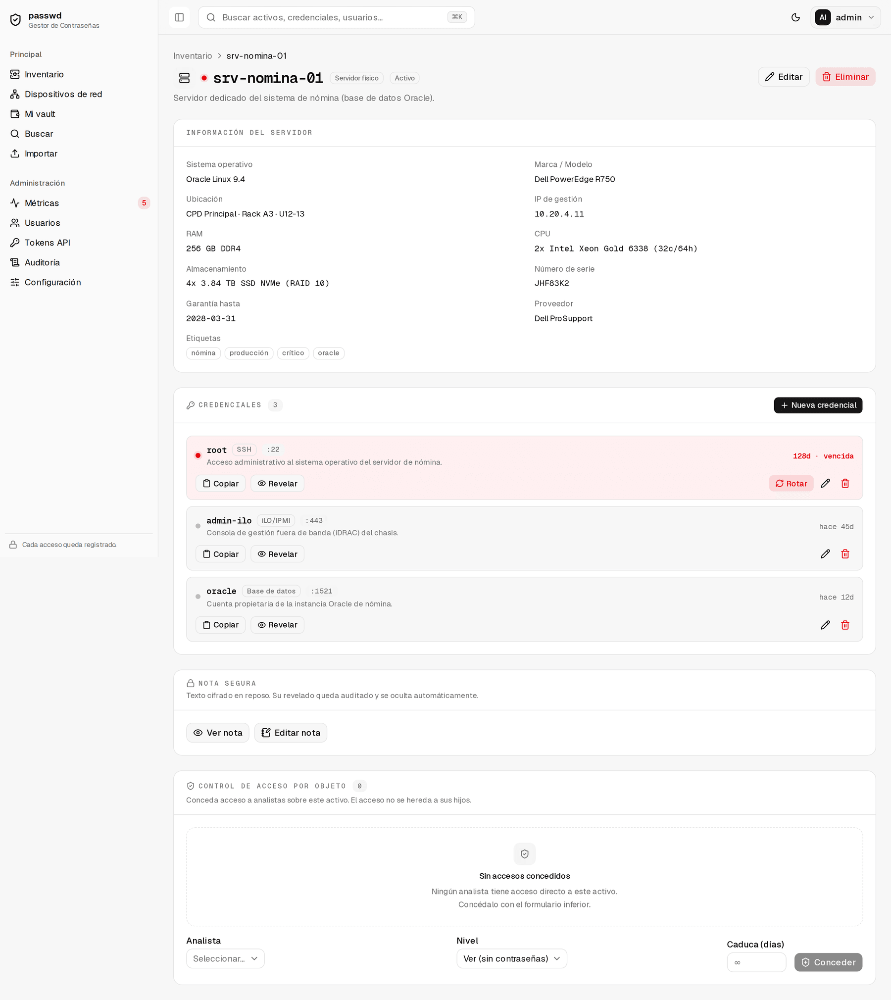 passwd
Gestor de Contraseñas
Principal
Inventario
Dispositivos de red
Mi vault
Buscar
Importar
Administración
Métricas 5
Usuarios
Tokens API
Auditoría
Configuración
Cada acceso queda registrado.
Buscar activos, credenciales, usuarios... ⌘K
AI admin
Inventario > srv-nomina-01
srv-nomina-01 Servidor físico Activo
Editar Eliminar
Servidor dedicado del sistema de nómina (base de datos Oracle).
INFORMACIÓN DEL SERVIDOR
Sistema operativo
Oracle Linux 9.4
Marca / Modelo
Dell PowerEdge R750
Ubicación
CPD Principal · Rack A3 · U12-13
IP de gestión
10.20.4.11
RAM
256 GB DDR4
CPU
2x Intel Xeon Gold 6338 (32c/64h)
Almacenamiento
4x 3.84 TB SSD NVMe (RAID 10)
Número de serie
JHF83K2
Garantía hasta
2028-03-31
Proveedor
Dell ProSupport
Etiquetas
nómina producción crítico oracle
CREDENCIALES 3
Nueva credencial
root SSH :22
Acceso administrativo al sistema operativo del servidor de nómina.
128d · vencida
Copiar Revelar Rotar
admin-ilo iLO/IPMI :443
Consola de gestión fuera de banda (iDRAC) del chasis.
hace 45d
Copiar Revelar
oracle Base de datos :1521
Cuenta propietaria de la instancia Oracle de nómina.
hace 12d
Copiar Revelar
NOTA SEGURA
Texto cifrado en reposo. Su revelado queda auditado y se oculta automáticamente.
Ver nota Editar nota
CONTROL DE ACCESO POR OBJETO 0
Conceda acceso a analistas sobre este activo. El acceso no se hereda a sus hijos.
Sin accesos concedidos
Ningún analista tiene acceso directo a este activo.
Concédalo con el formulario inferior.
Analista
Seleccionar...
Nivel
Ver (sin contraseñas)
Caduca (días)
∞
Conceder